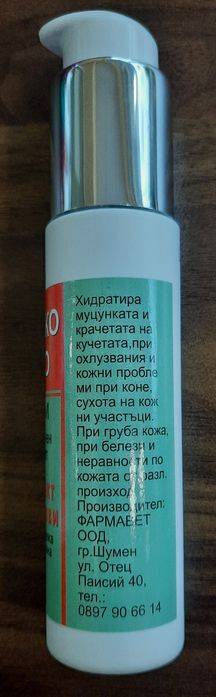 Хидратира
муцунката и
крачетата на
кучетата,при
охлузвания и
кожни пробле
ми при коне,
сухота на кож
ни участъци.
При груба кожа,
при белези и
неравности по
кожата с разл.
произход
Производител:
ФАРМАВЕТ
ООД,
гр.Шумен
ул. Отец
Паисий 40,
тел.:
0897 90 66 14